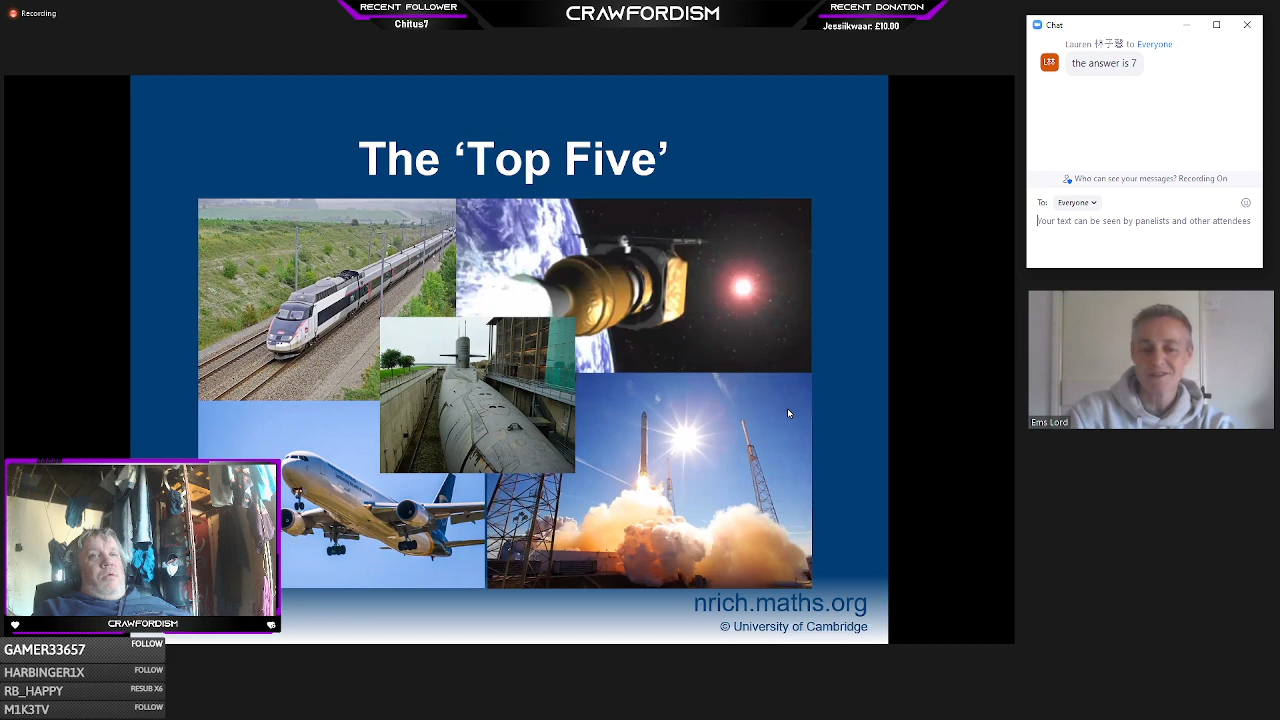 Recording
RECENT FOLLOWER
Chitus7
CRAWFORDISM
RECENT DONATION
Jessiikwaar: £10.00
Chat
Lauren to Everyone
the answer is 7
Who can see your messages? Recording On
To: Everyone
Your text can be seen by panelists and other attendees
The ‘Top Five’
Ems Lord
nrich.maths.org
© University of Cambridge
CRAWFORDISM
GAMER33657 FOLLOW
HARBINGER1X FOLLOW
RB_HAPPY RESUB X6
M1K3TV FOLLOW